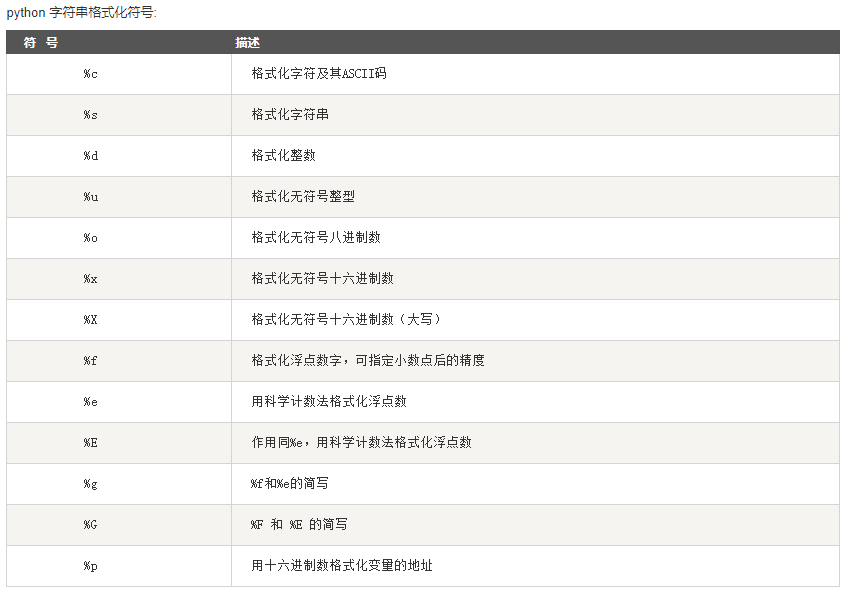 python 字符串格式化符号:
符 号 描述
%c 格式化字符及其ASCII码
%s 格式化字符串
%d 格式化整数
%u 格式化无符号整型
%o 格式化无符号八进制数
%x 格式化无符号十六进制数
%X 格式化无符号十六进制数（大写）
%f 格式化浮点数字，可指定小数点后的精度
%e 用科学计数法格式化浮点数
%E 作用同%e，用科学计数法格式化浮点数
%g %f和%e的简写
%G %F 和 %E 的简写
%p 用十六进制数格式化变量的地址